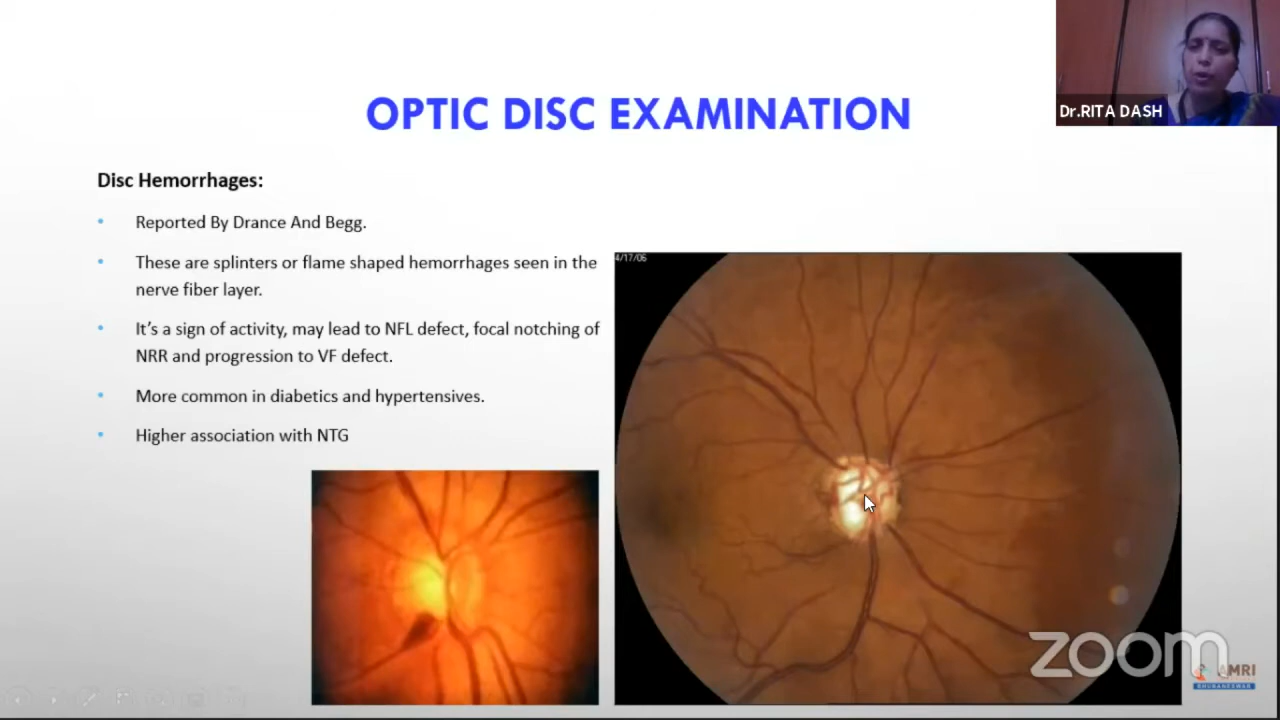 Dr.RITA DASH
OPTIC DISC EXAMINATION
Disc Hemorrhages:
• Reported By Drance And Begg.
• These are splinters or flame shaped hemorrhages seen in the
nerve fiber layer.
• It's a sign of activity, may lead to NFL defect, focal notching of
NRR and progression to VF defect.
• More common in diabetics and hypertensives.
• Higher association with NTG
4/17/06
zoom
AMRI
BHUBANESWAR